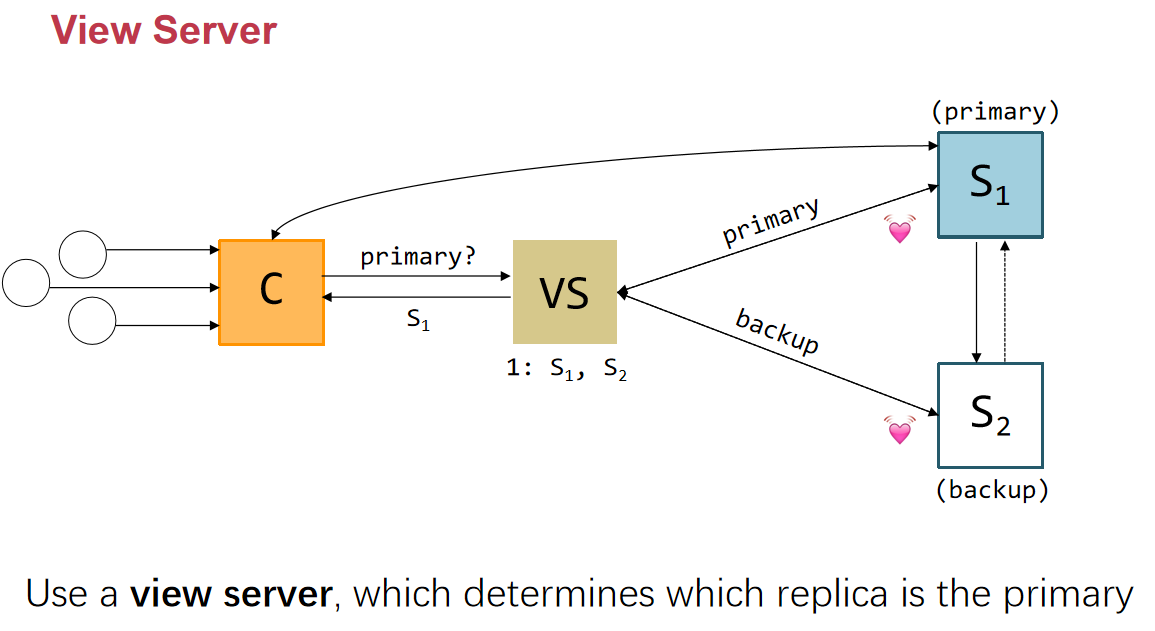 View Server
(primary)
S1
primary
primary?
C
VS
S1
backup
1: S1, S2
S2
(backup)
Use a view server, which determines which replica is the primary